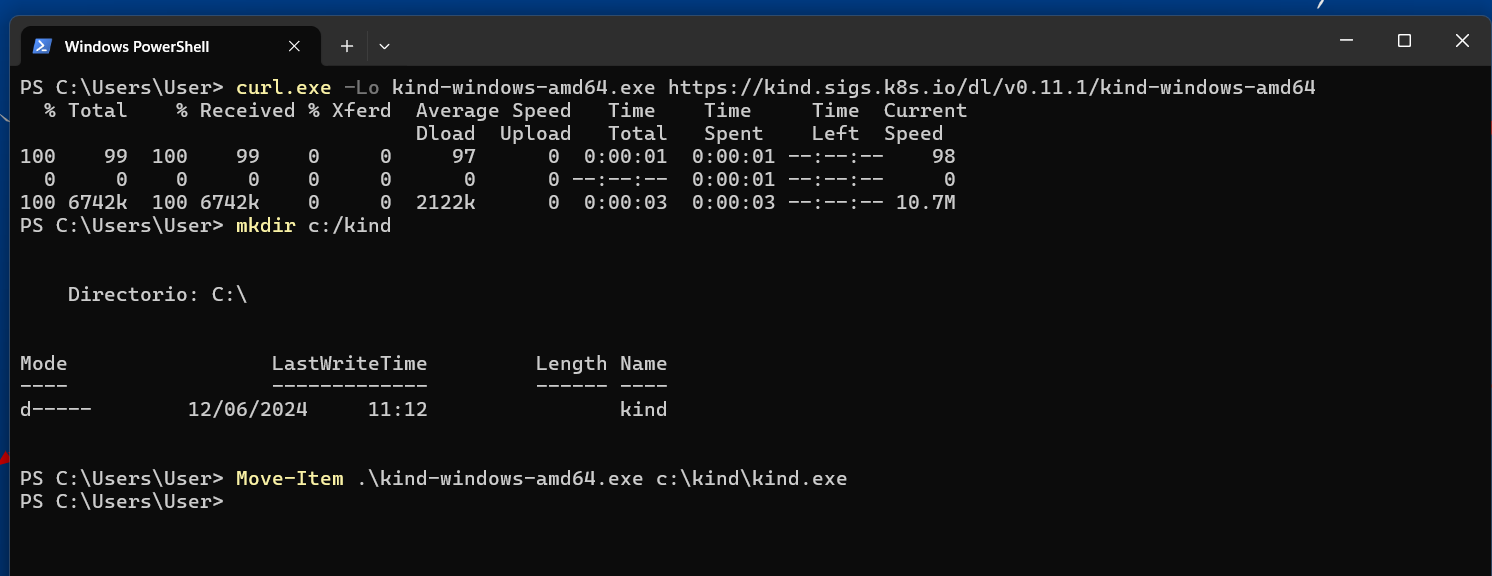 Windows PowerShell
PS C:\Users\User> curl.exe -Lo kind-windows-amd64.exe https://kind.sigs.k8s.io/dl/v0.11.1/kind-windows-amd64
  % Total    % Received % Xferd  Average Speed   Time    Time     Time  Current
                                 Dload  Upload   Total   Spent    Left  Speed
100    99  100    99    0     0     97      0  0:00:01  0:00:01 --:--:--    98
  0     0    0     0    0     0      0      0 --:--:--  0:00:01 --:--:--     0
100 6742k  100 6742k    0     0  2122k      0  0:00:03  0:00:03 --:--:-- 10.7M
PS C:\Users\User> mkdir c:/kind
    Directorio: C:\
Mode                 LastWriteTime         Length Name
----                 -------------         ------ ----
d-----        12/06/2024     11:12                kind
PS C:\Users\User> Move-Item .\kind-windows-amd64.exe c:\kind\kind.exe
PS C:\Users\User>